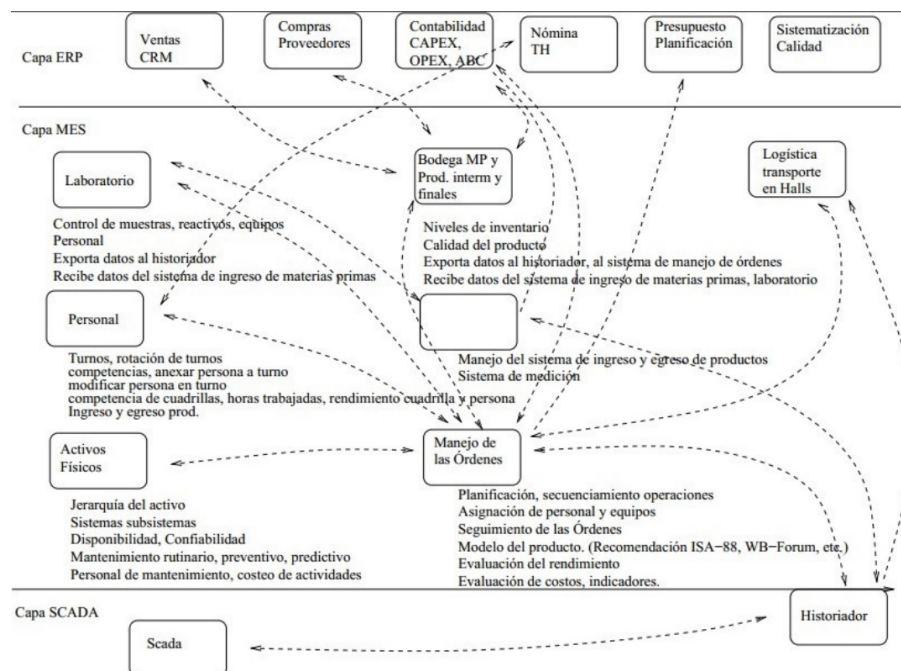 Capa ERP
Ventas
CRM
Compras
Proveedores
Contabilidad
CAPEX,
OPEX, ABC
Nómina
TH
Presupuesto
Planificación
Sistematización
Calidad
Capa MES
Laboratorio
Bodega MP y
Prod. interm y
finales
Logística
transporte
en Halls
Control de muestras, reactivos, equipos
Personal
Exporta datos al historiador
Recibe datos del sistema de ingreso de materias primas
Niveles de inventario
Calidad del producto
Exporta datos al historiador, al sistema de manejo de órdenes
Recibe datos del sistema de ingreso de materias primas, laboratorio
Personal
Turnos, rotación de turnos
competencias, anexar persona a turno
modificar persona en turno
competencia de cuadrillas, horas trabajadas, rendimiento cuadrilla y persona
Ingreso y egreso prod.
Manejo del sistema de ingreso y egreso de productos
Sistema de medición
Activos
Físicos
Manejo de
las Órdenes
Jerarquía del activo
Sistemas subsistemas
Disponibilidad, Confiabilidad
Mantenimiento rutinario, preventivo, predictivo
Personal de mantenimiento, costeo de actividades
Planificación, secuenciamiento operaciones
Asignación de personal y equipos
Seguimiento de las Órdenes
Modelo del producto. (Recomendación ISA−88, WB−Forum, etc.)
Evaluación del rendimiento
Evaluación de costos, indicadores.
Capa SCADA
Scada
Historiador